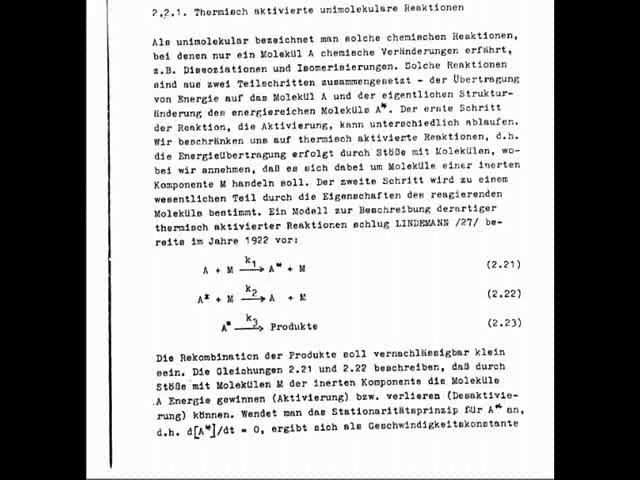 2.2.1. Thermisch aktivierte unimolekulare Reaktionen
Als unimolekular bezeichnet man solche chemischen Reaktionen,
bei denen nur ein Molekül A chemische Veränderungen erfährt,
z.B. Dissoziationen und Isomerisierungen. Solche Reaktionen
sind aus zwei Teilschritten zusammengesetzt - der Übertragung
von Energie auf das Molekül A und der eigentlichen Struktur-
änderung des energiereichen Moleküls A*. Der erste Schritt
der Reaktion, die Aktivierung, kann unterschiedlich ablaufen.
Wir beschränken uns auf thermisch aktivierte Reaktionen, d.h.
die Energieübertragung erfolgt durch Stöße mit Molekülen, wo-
bei wir annehmen, daß es sich dabei um Moleküle einer inerten
Komponente M handeln soll. Der zweite Schritt wird zu einem
wesentlichen Teil durch die Eigenschaften des reagierenden
Moleküls bestimmt. Ein Modell zur Beschreibung derartiger
thermisch aktivierter Reaktionen schlug LINDEMANN /27/ be-
reits im Jahre 1922 vor:
A + M —k1→ A* + M (2.21)
A* + M —k2→ A + M (2.22)
A* —k3→ Produkte (2.23)
Die Rekombination der Produkte soll vernachlässigbar klein
sein. Die Gleichungen 2.21 und 2.22 beschreiben, daß durch
Stöße mit Molekülen M der inerten Komponente die Moleküle
A Energie gewinnen (Aktivierung) bzw. verlieren (Desaktivie-
rung) können. Wendet man das Stationaritätsprinzip für A* an,
d.h. d[A*]/dt = 0, ergibt sich als Geschwindigkeitskonstante